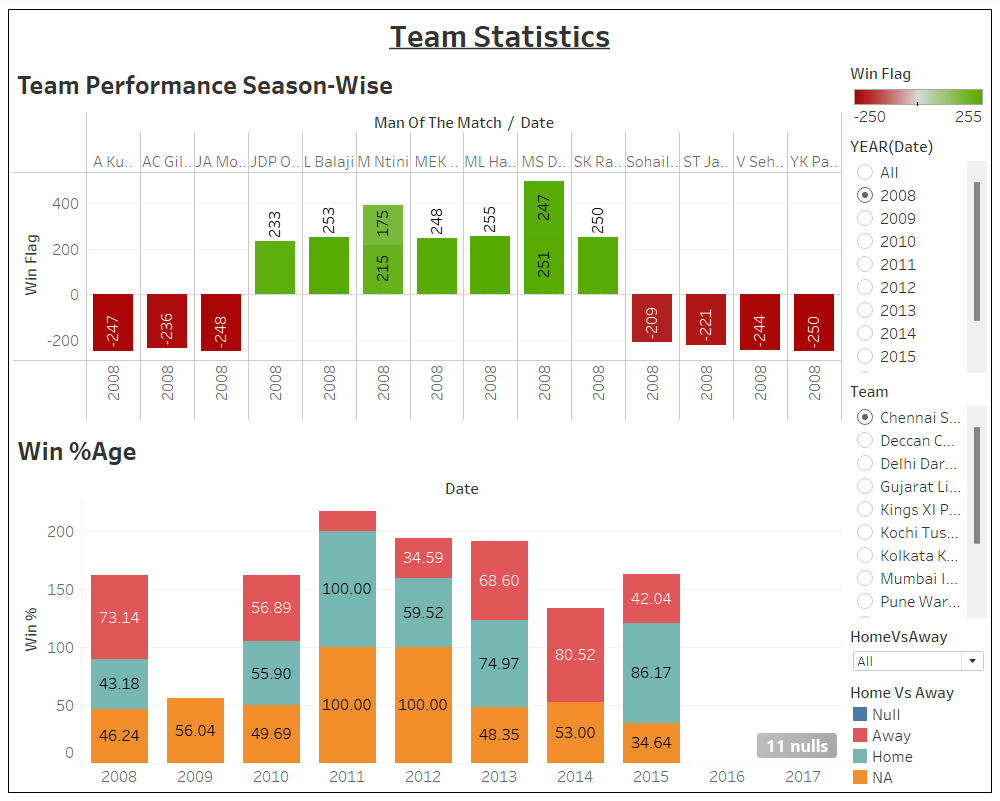 Team Statistics
Team Performance Season-Wise
Man Of The Match / Date
A Ku.. AC Gil.. JA Mo.. JDP O.. L Balaji M Ntini MEK .. ML Ha.. MS D.. SK Ra.. Sohail.. ST Ja.. V Seh.. YK Pa..
Win Flag
400
200
0
-200
-247 -236 -248 233 253 175 215 248 255 247 251 250 -209 -221 -244 -250
2008 2008 2008 2008 2008 2008 2008 2008 2008 2008 2008 2008 2008 2008
Win %Age
Date
Win %
200
150
100
50
0
73.14 43.18 46.24
56.04
56.89 55.90 49.69
100.00 100.00
34.59 59.52 100.00
68.60 74.97 48.35
80.52 53.00
42.04 86.17 34.64
11 nulls
2008 2009 2010 2011 2012 2013 2014 2015 2016 2017
Win Flag
-250 255
YEAR(Date)
All
2008
2009
2010
2011
2012
2013
2014
2015
Team
Chennai S...
Deccan C...
Delhi Dar...
Gujarat Li...
Kings XI P...
Kochi Tus...
Kolkata K...
Mumbai I...
Pune War...
HomeVsAway
All
Home Vs Away
Null
Away
Home
NA